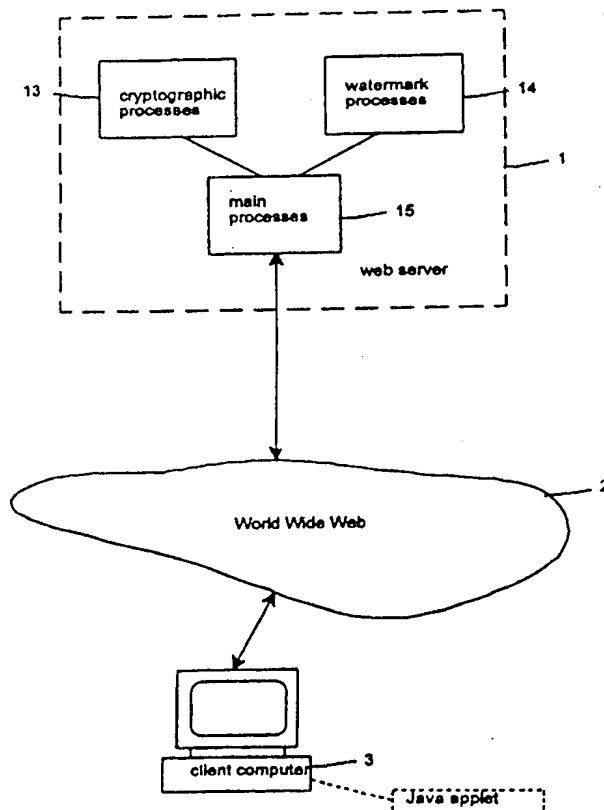 13
cryptographic
processes
watermark
processes
14
1
main
processes
15
web server
2
World Wide Web
client computer
3
Java applet